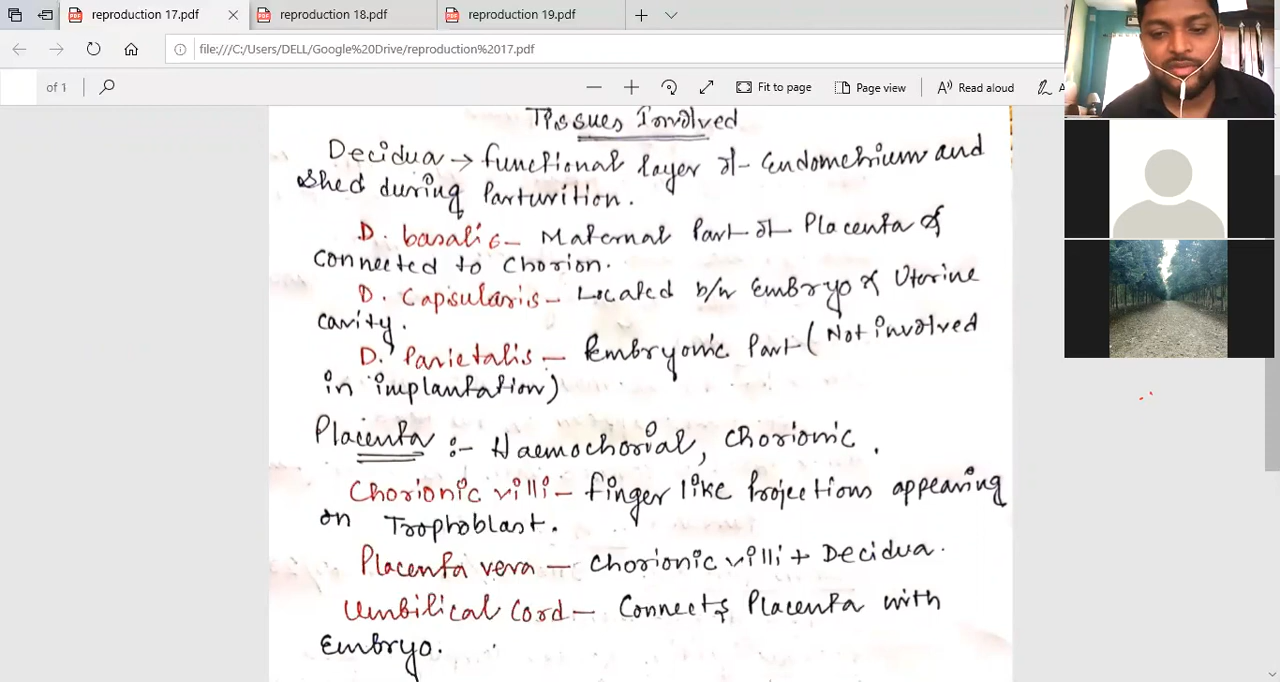 reproduction 17.pdf
reproduction 18.pdf
reproduction 19.pdf
file:///C:/Users/DELL/Google%20Drive/reproduction%2017.pdf
of 1
Fit to page
Page view
Read aloud
Tissues Involved
Decidua → functional layer of Endometrium and
shed during Parturition.
D. basalis - Maternal Part of Placenta &
connected to Chorion.
D. Capsularis - Located b/w Embryo & Uterine
cavity.
D. Parietalis - Embryonic Part (Not involved
in implantation)
Placenta :- Haemochorial, Chorionic.
Chorionic villi - finger like Projections appearing
on Trophoblast.
Placenta vera - Chorionic villi + Decidua.
Umbilical Cord - Connects Placenta with
Embryo.